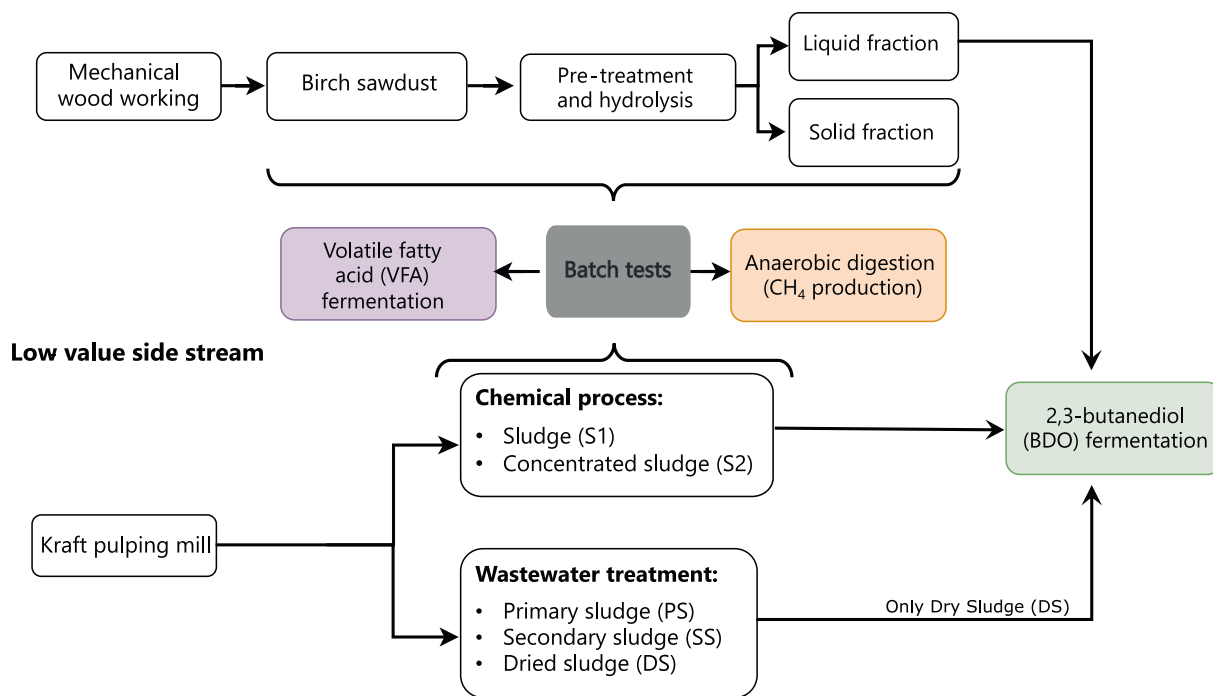 Mechanical
wood working
Birch sawdust
Pre-treatment
and hydrolysis
Liquid fraction
Solid fraction
Volatile fatty
acid (VFA)
fermentation
Batch tests
Anaerobic digestion
(CH₄ production)
Low value side stream
Chemical process:
• Sludge (S1)
• Concentrated sludge (S2)
2,3-butanediol
(BDO) fermentation
Kraft pulping mill
Wastewater treatment:
• Primary sludge (PS)
• Secondary sludge (SS)
• Dried sludge (DS)
Only Dry Sludge (DS)